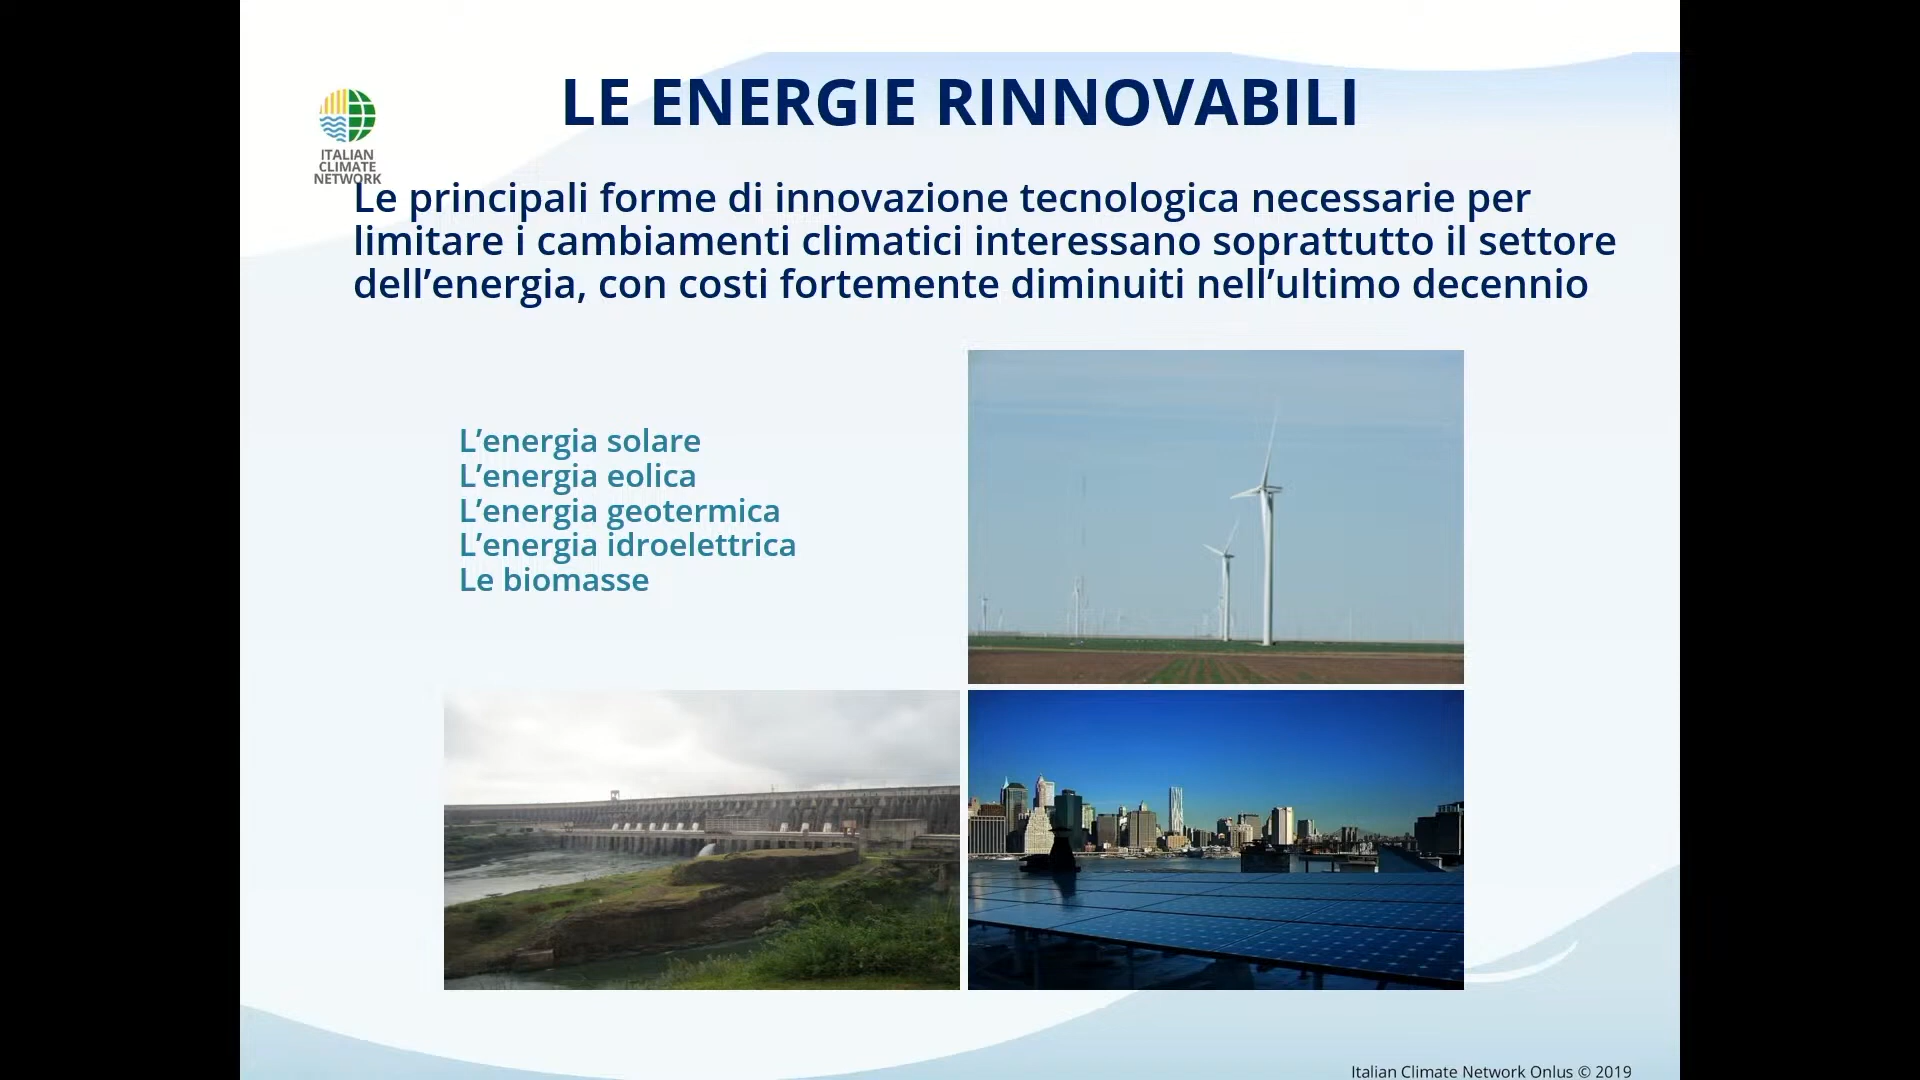 LE ENERGIE RINNOVABILI
ITALIAN
CLIMATE
NETWORK
Le principali forme di innovazione tecnologica necessarie per
limitare i cambiamenti climatici interessano soprattutto il settore
dell’energia, con costi fortemente diminuiti nell’ultimo decennio
L’energia solare
L’energia eolica
L’energia geotermica
L’energia idroelettrica
Le biomasse
Italian Climate Network Onlus © 2019